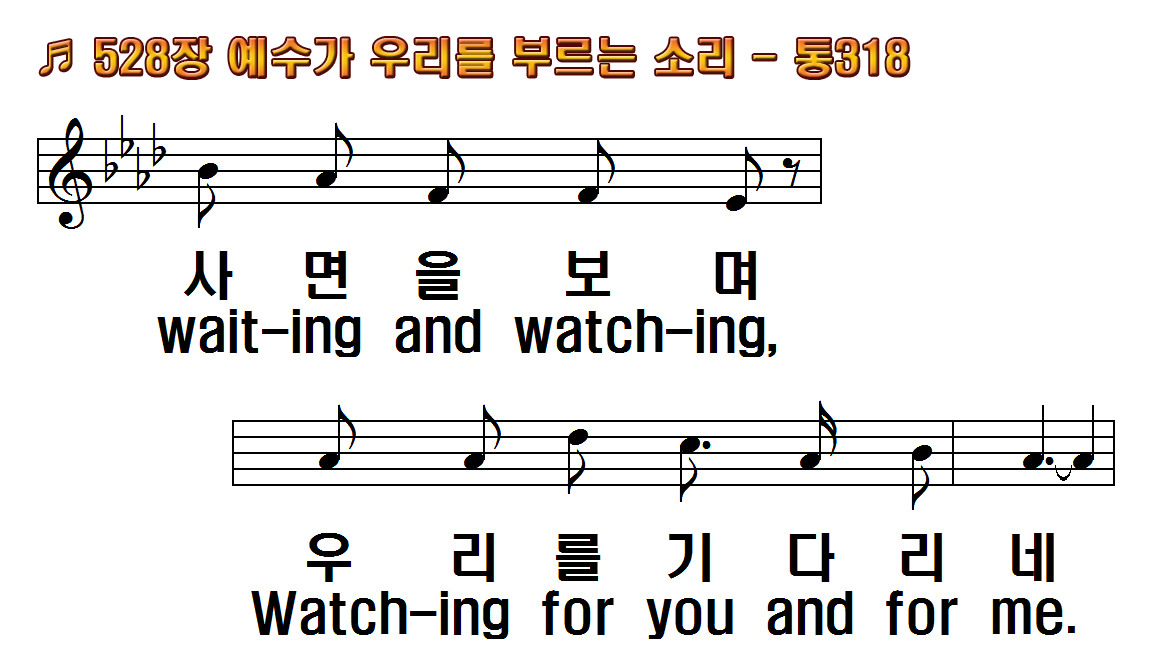 ♬ 528장 예수가 우리를 부르는 소리 - 통318
사 면 을 보 며
wait-ing and watch-ing,
우 리 를 기 다 리 네
Watch-ing for you and for me.